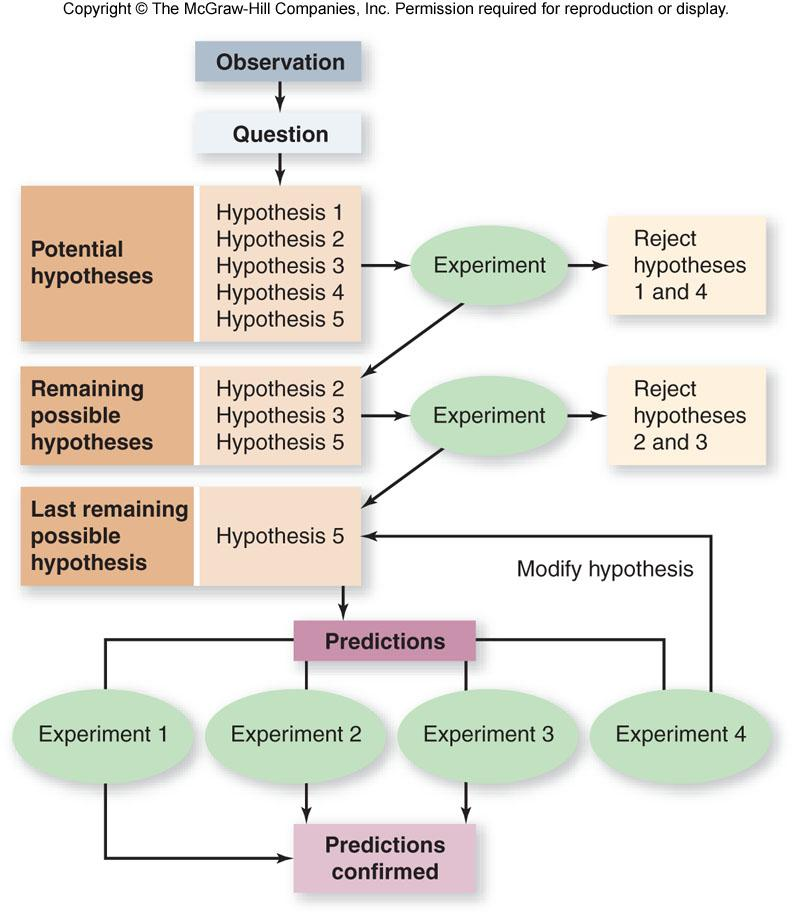 Copyright © The McGraw-Hill Companies, Inc. Permission required for reproduction or display.
Observation
Question
Potential
hypotheses
Hypothesis 1
Hypothesis 2
Hypothesis 3
Hypothesis 4
Hypothesis 5
Experiment
Reject
hypotheses
1 and 4
Remaining
possible
hypotheses
Hypothesis 2
Hypothesis 3
Hypothesis 5
Experiment
Reject
hypotheses
2 and 3
Last remaining
possible
hypothesis
Hypothesis 5
Modify hypothesis
Predictions
Experiment 1
Experiment 2
Experiment 3
Experiment 4
Predictions
confirmed